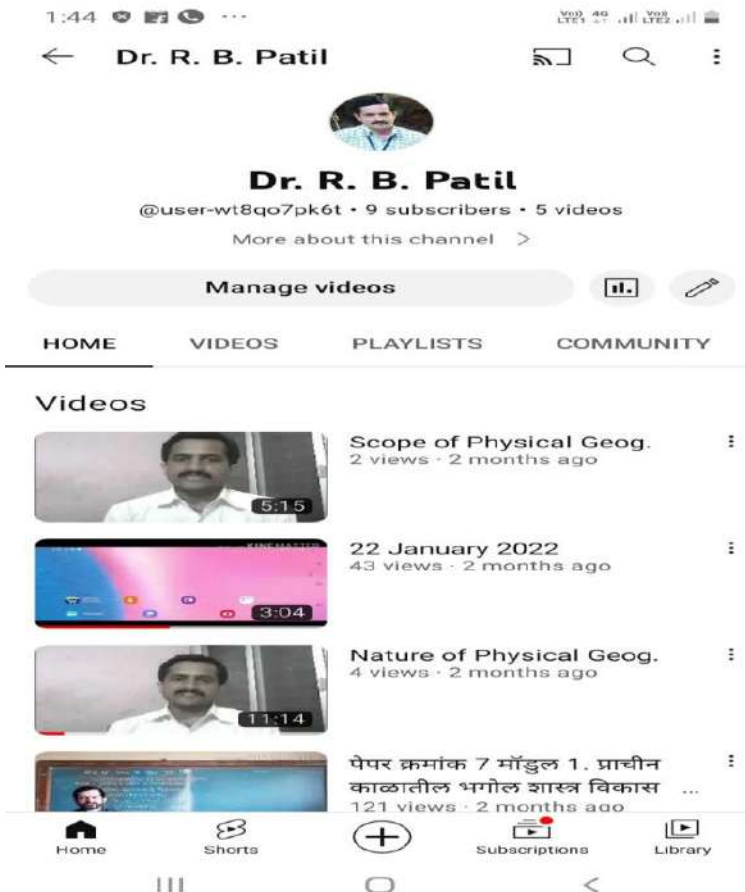 1:44
Dr. R. B. Patil
Dr. R. B. Patil
@user-wt8qo7pk6t • 9 subscribers • 5 videos
More about this channel >
Manage videos
HOME VIDEOS PLAYLISTS COMMUNITY
Videos
Scope of Physical Geog.
2 views · 2 months ago
5:15
22 January 2022
43 views · 2 months ago
KINEMASTER
3:04
Nature of Physical Geog.
4 views · 2 months ago
11:14
पेपर क्रमांक 7 मॉडुल 1. प्राचीन
काळातील भगोल शास्त्र विकास ...
121 views · 2 months ago
Home Shorts Subscriptions Library